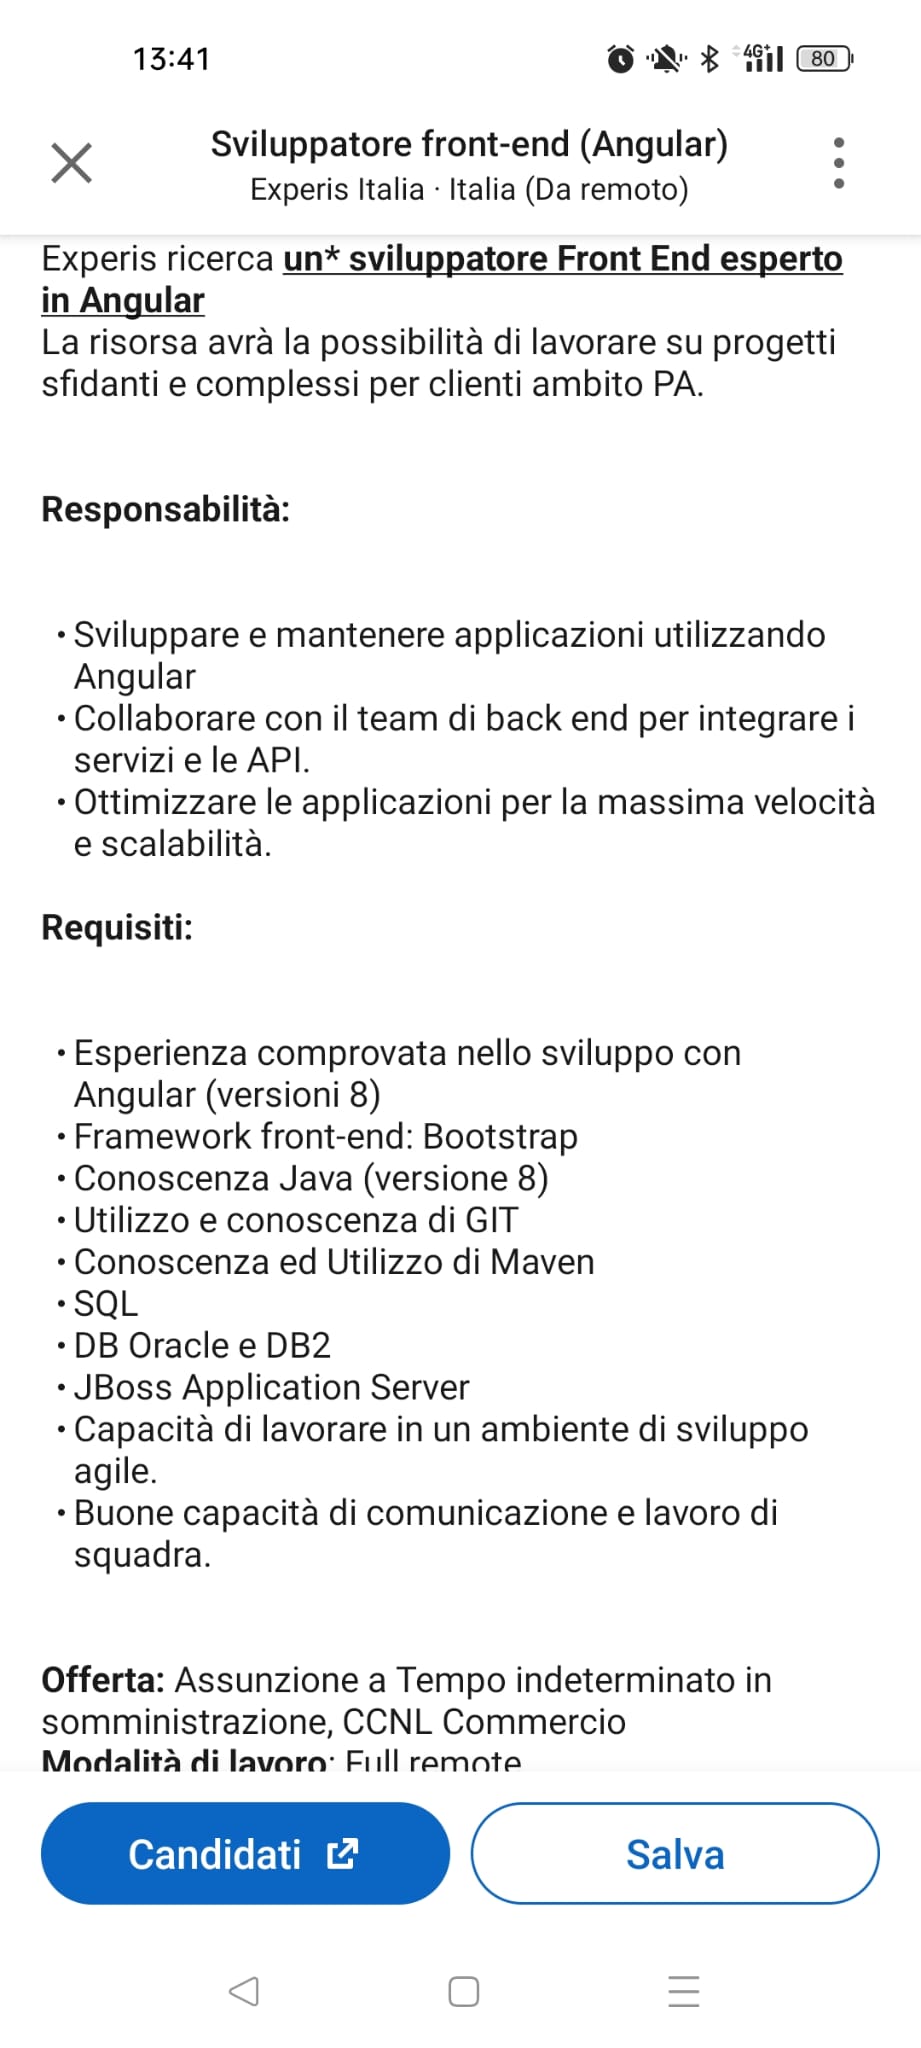 13:41
4G+
80
Sviluppatore front-end (Angular)
Experis Italia · Italia (Da remoto)
Experis ricerca un* sviluppatore Front End esperto
in Angular
La risorsa avrà la possibilità di lavorare su progetti
sfidanti e complessi per clienti ambito PA.
Responsabilità:
• Sviluppare e mantenere applicazioni utilizzando
Angular
• Collaborare con il team di back end per integrare i
servizi e le API.
• Ottimizzare le applicazioni per la massima velocità
e scalabilità.
Requisiti:
• Esperienza comprovata nello sviluppo con
Angular (versioni 8)
• Framework front-end: Bootstrap
• Conoscenza Java (versione 8)
• Utilizzo e conoscenza di GIT
• Conoscenza ed Utilizzo di Maven
• SQL
• DB Oracle e DB2
• JBoss Application Server
• Capacità di lavorare in un ambiente di sviluppo
agile.
• Buone capacità di comunicazione e lavoro di
squadra.
Offerta: Assunzione a Tempo indeterminato in
somministrazione, CCNL Commercio
Modalità di lavoro: Full remote
Candidati
Salva